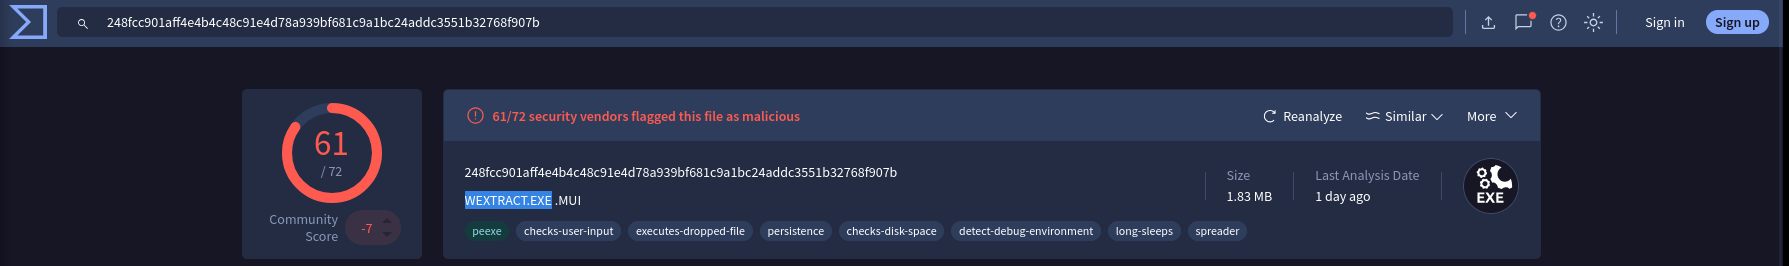 248fcc901aff4e4b4c48c91e4d78a939bf681c9a1bc24addc3551b32768f907b
Sign in
Sign up
61
/ 72
Community Score
-7
61/72 security vendors flagged this file as malicious
Reanalyze
Similar
More
248fcc901aff4e4b4c48c91e4d78a939bf681c9a1bc24addc3551b32768f907b
WEXTRACT.EXE .MUI
peexe checks-user-input executes-dropped-file persistence checks-disk-space detect-debug-environment long-sleeps spreader
Size
1.83 MB
Last Analysis Date
1 day ago
EXE